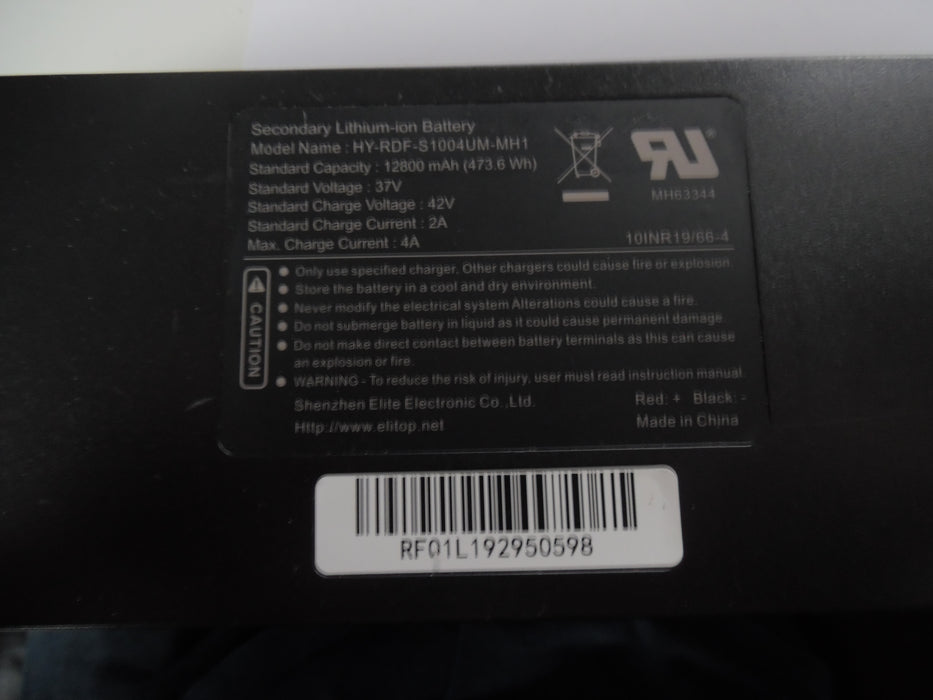 Secondary Lithium-ion Battery
Model Name : HY-RDF-S1004UM-MH1
Standard Capacity : 12800 mAh (473.6 Wh)
Standard Voltage : 37V
Standard Charge Voltage : 42V
Standard Charge Current : 2A
Max. Charge Current : 4A
RU®
MH63344
10INR19/66-4
CAUTION
Only use specified charger. Other chargers could cause fire or explosion.
Store the battery in a cool and dry environment.
Never modify the electrical system Alterations could cause a fire.
Do not submerge battery in liquid as it could cause permanent damage.
Do not make direct contact between battery terminals as this can cause
an explosion or fire.
WARNING - To reduce the risk of injury, user must read instruction manual.
Shenzhen Elite Electronic Co.,Ltd.
Red: + Black: -
Http://www.elitop.net
Made in China
RF01L192950598